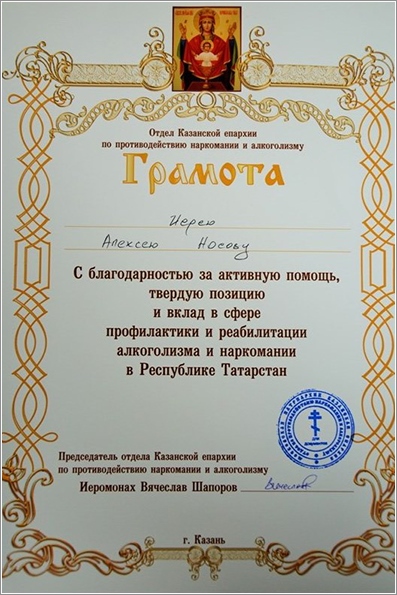 Отдел Казанской епархии
по противодействию наркомании и алкоголизму
Грамота
Иерею
Алексею Носову
С благодарностью за активную помощь,
твердую позицию
и вклад в сфере
профилактики и реабилитации
алкоголизма и наркомании
в Республике Татарстан
Председатель отдела Казанской епархии
по противодействию наркомании и алкоголизму
Иеромонах Вячеслав Шапоров
г. Казань